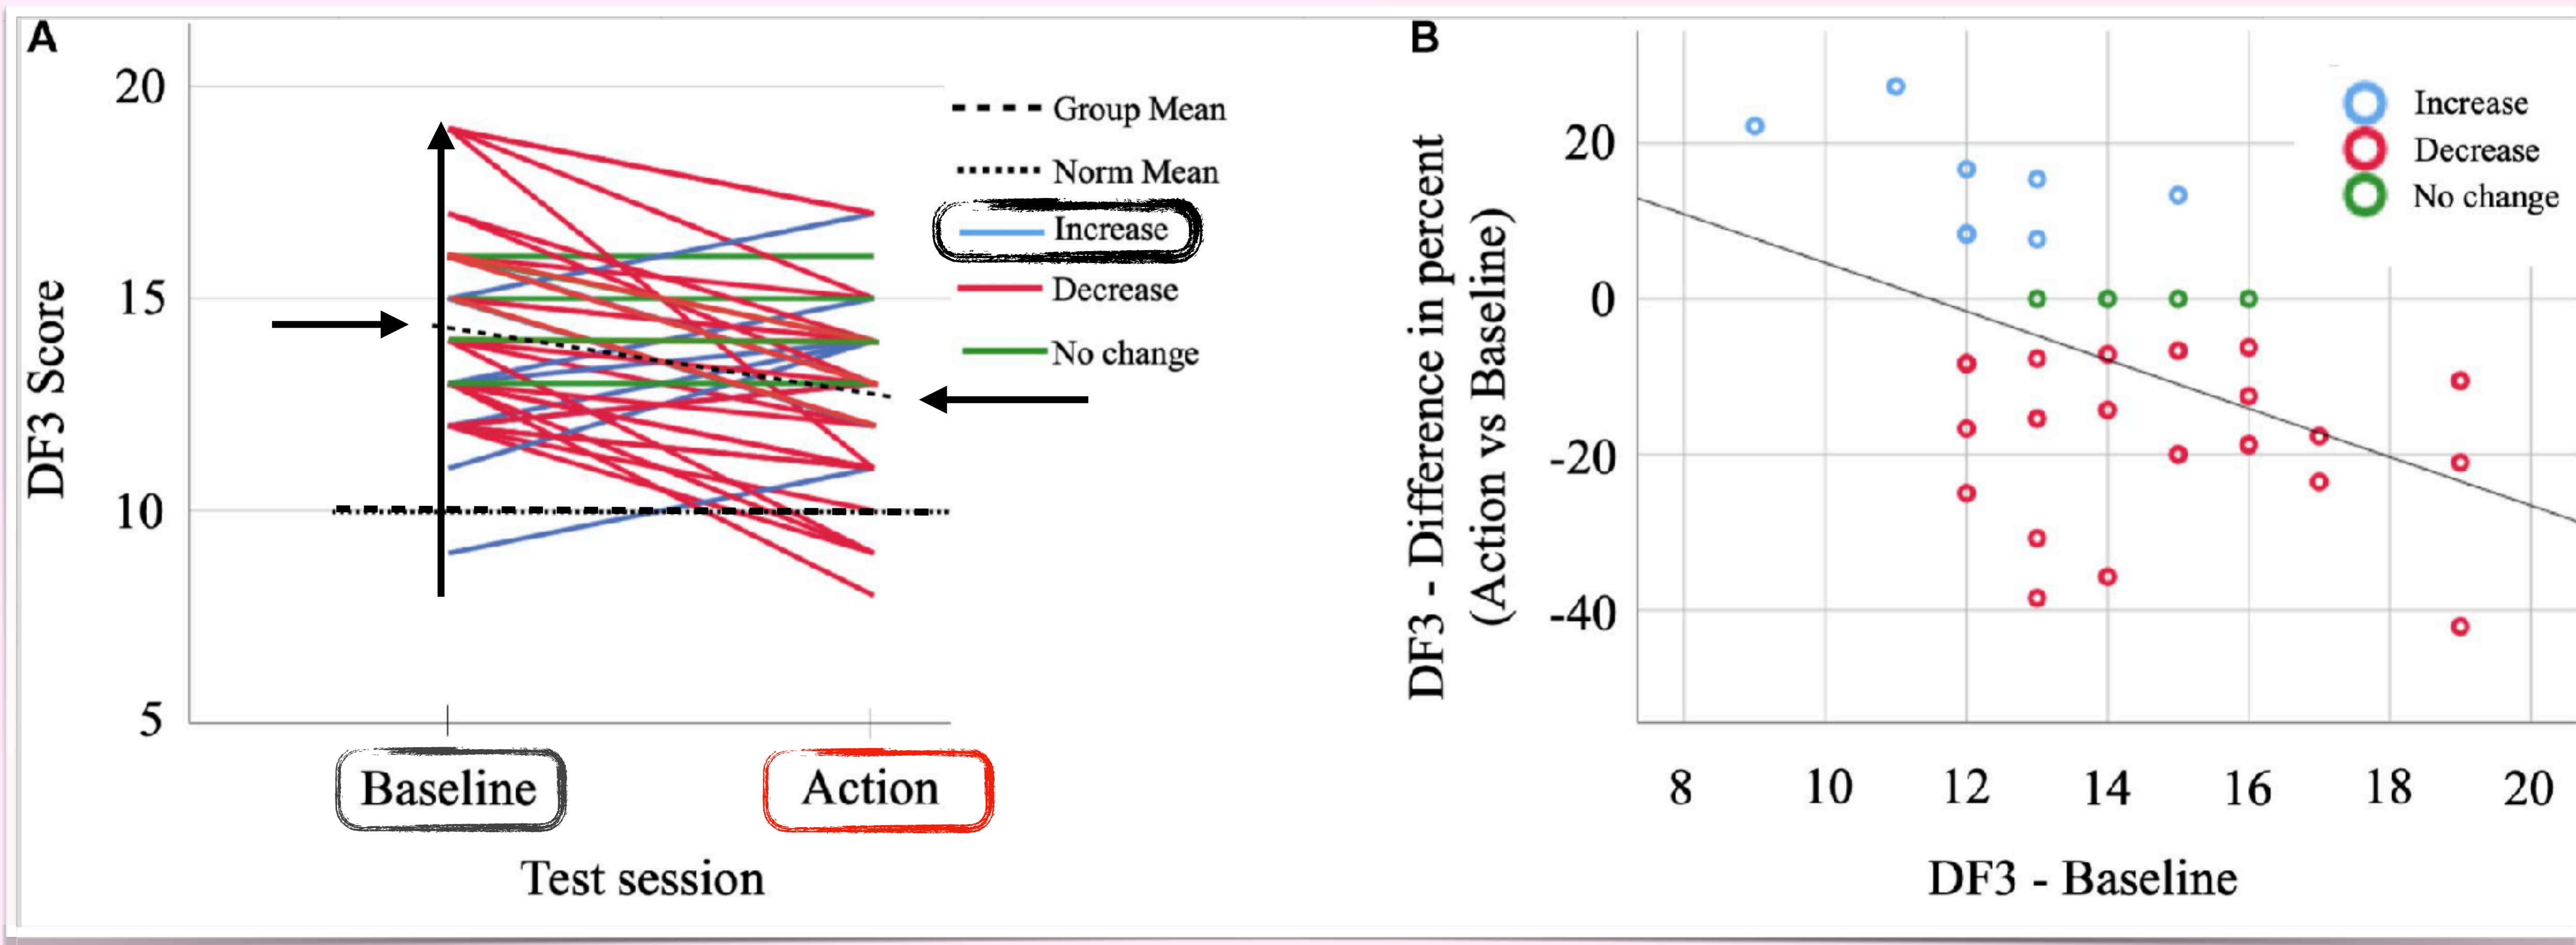 A
20
15
10
5
DF3 Score
Group Mean
Norm Mean
Increase
Decrease
No change
Baseline
Action
Test session
B
20
0
-20
-40
DF3 - Difference in percent
(Action vs Baseline)
Increase
Decrease
No change
8 10 12 14 16 18 20
DF3 - Baseline